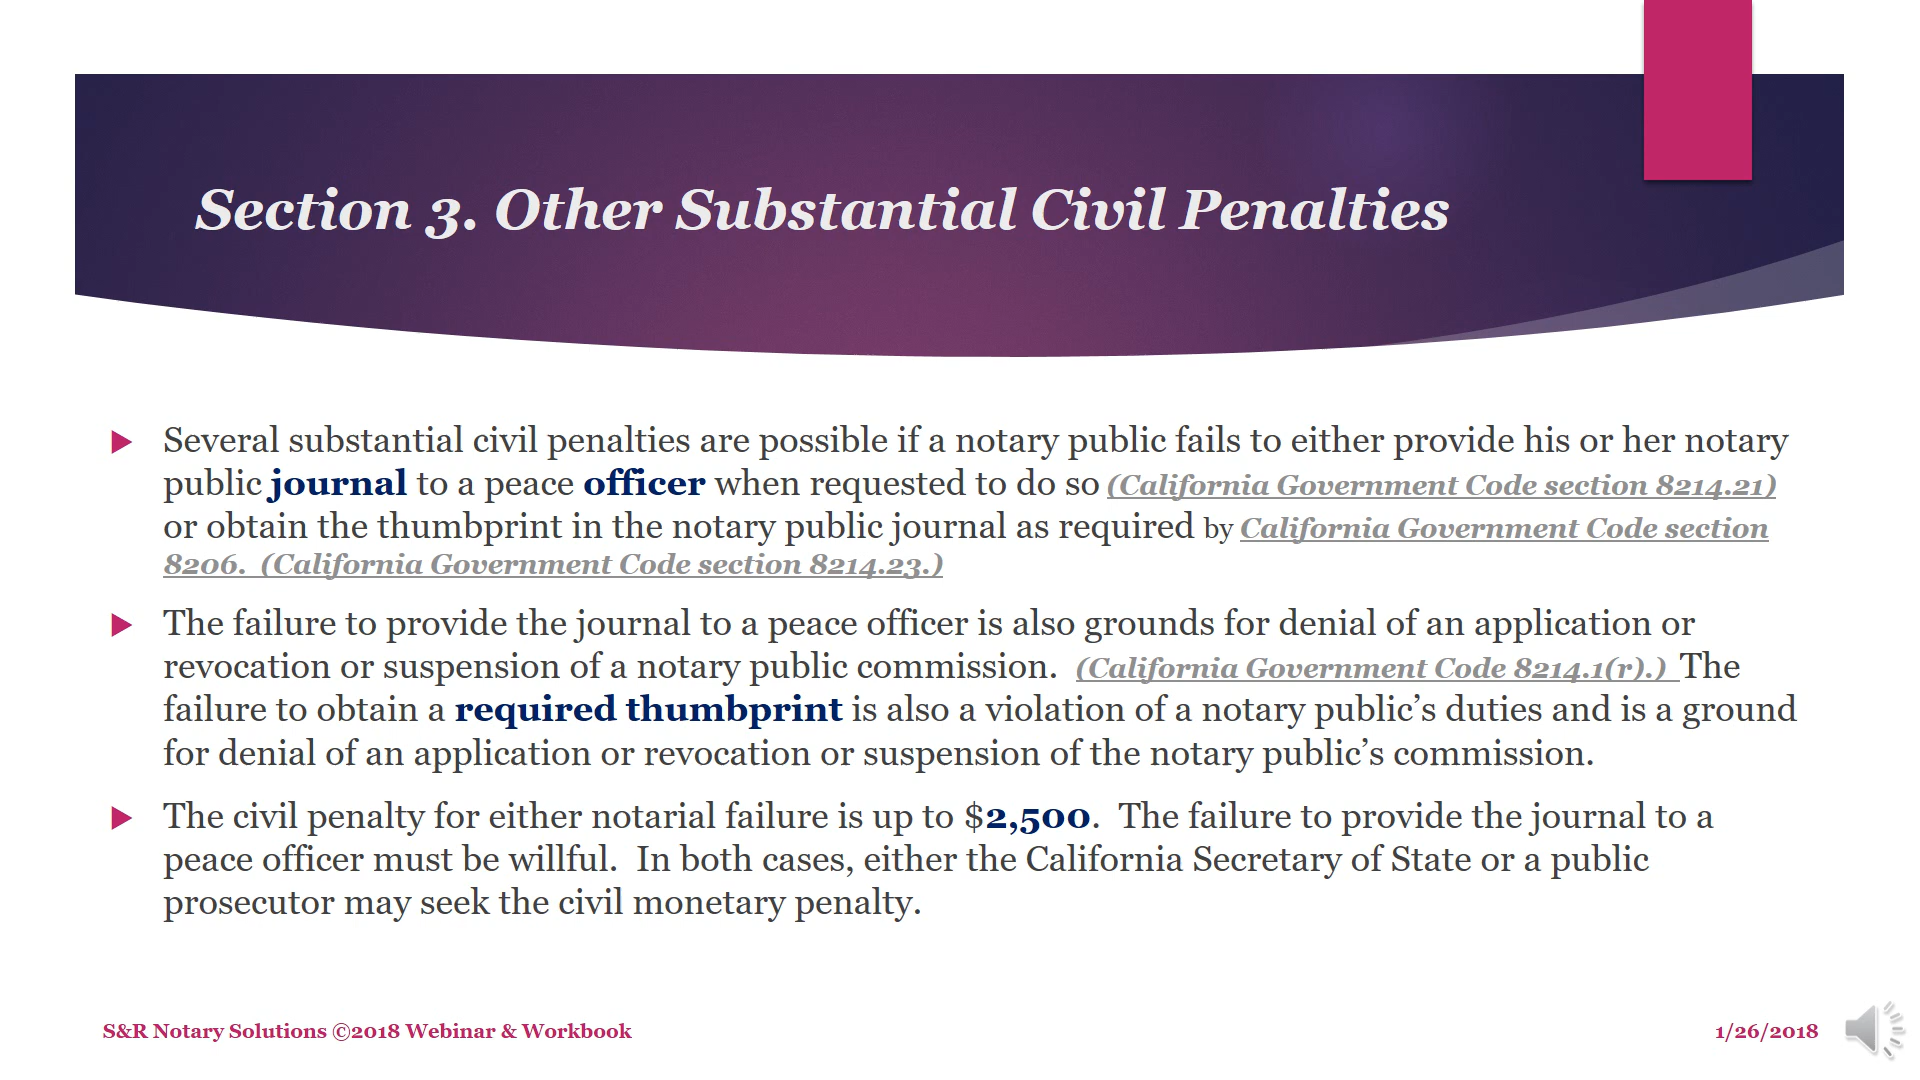 Section 3. Other Substantial Civil Penalties
Several substantial civil penalties are possible if a notary public fails to either provide his or her notary
public journal to a peace officer when requested to do so (California Government Code section 8214.21)
or obtain the thumbprint in the notary public journal as required by California Government Code section
8206. (California Government Code section 8214.23.)
The failure to provide the journal to a peace officer is also grounds for denial of an application or
revocation or suspension of a notary public commission. (California Government Code 8214.1(r).) The
failure to obtain a required thumbprint is also a violation of a notary public’s duties and is a ground
for denial of an application or revocation or suspension of the notary public’s commission.
The civil penalty for either notarial failure is up to $2,500. The failure to provide the journal to a
peace officer must be willful. In both cases, either the California Secretary of State or a public
prosecutor may seek the civil monetary penalty.
S&R Notary Solutions ©2018 Webinar & Workbook
1/26/2018